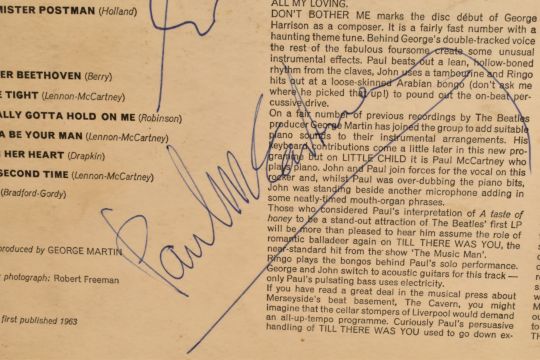 MISTER POSTMAN (Holland)
ER BEETHOVEN (Berry)
E TIGHT (Lennon-McCartney)
ALLY GOTTA HOLD ON ME (Robinson)
A BE YOUR MAN (Lennon-McCartney)
HER HEART (Drapkin)
SECOND TIME (Lennon-McCartney)
(Bradford-Gordy)
produced by GEORGE MARTIN
photograph: Robert Freeman
first published 1963
Paul McCartney
ALL MY LOVING.
DON'T BOTHER ME marks the disc début of George
Harrison as a composer. It is a fairly fast number with a
haunting theme tune. Behind George's double-tracked voice
the rest of the fabulous foursome create some unusual
instrumental effects. Paul beats out a lean, hollow-boned
rhythm from the claves, John uses a tambourine and Ringo
hits out at a loose-skinned Arabian bongo (don't ask me
where he picked that up!) to pound out the on-beat per-
cussive drive.
On a fair number of previous recordings by The Beatles
producer George Martin has joined the group to add suitable
piano sounds to their instrumental arrangements. His
keyboard contributions come a little later in this new pro-
gramme but on LITTLE CHILD it is Paul McCartney who
plays piano. John and Paul join forces for the vocal on this
rocker and, whilst Paul was over-dubbing the piano bits,
John was standing beside another microphone adding in
some neatly-timed mouth-organ phrases.
Those who considered Paul's interpretation of A taste of
honey to be a stand-out attraction of The Beatles' first LP
will be more than pleased to hear him assume the role of
romantic balladeer again on TILL THERE WAS YOU, the
near-standard hit from the show 'The Music Man'.
Ringo plays the bongos behind Paul's solo performance.
George and John switch to acoustic guitars for this track —
only Paul's pulsating bass uses electricity.
If you have read a great deal in the musical press about
Merseyside's beat basement, The Cavern, you might
imagine that the cellar stompers of Liverpool would demand
an all-up-tempo programme. Curiously Paul's persuasive
handling of TILL THERE WAS YOU used to go down ex-